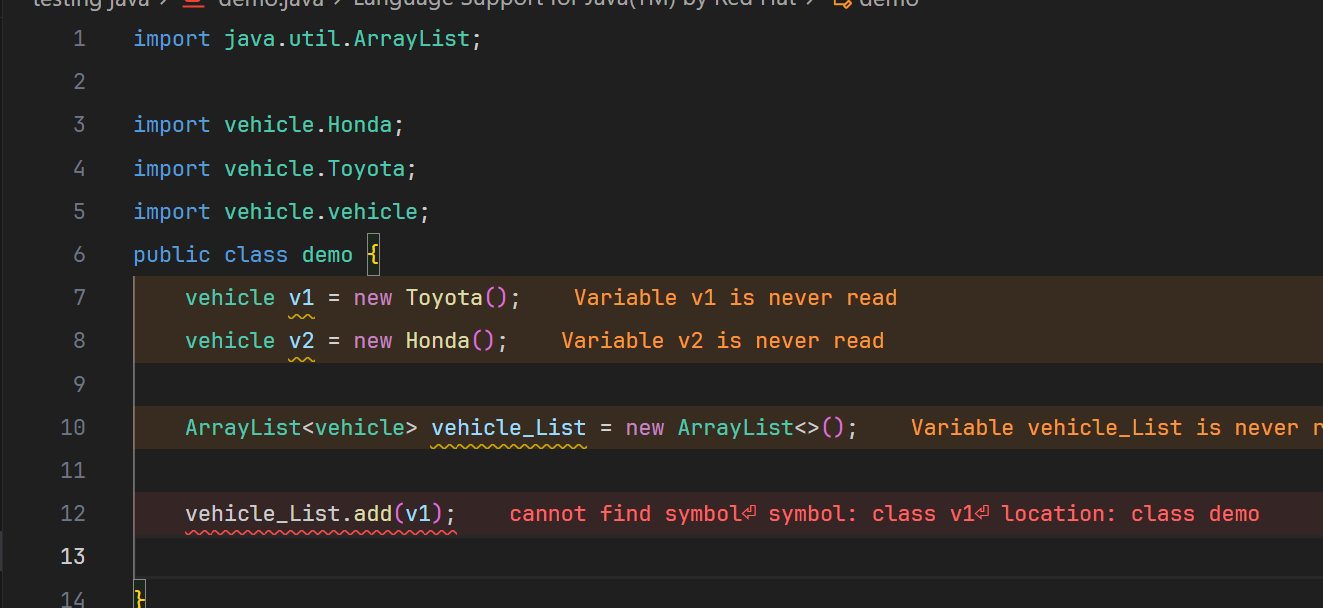 testing java > demo.java > Language Support for Java(TM) by Red Hat > demo
1 import java.util.ArrayList;
2
3 import vehicle.Honda;
4 import vehicle.Toyota;
5 import vehicle.vehicle;
6 public class demo {
7 vehicle v1 = new Toyota(); Variable v1 is never read
8 vehicle v2 = new Honda(); Variable v2 is never read
9
10 ArrayList<vehicle> vehicle_List = new ArrayList<>(); Variable vehicle_List is never r
11
12 vehicle_List.add(v1); cannot find symbol⏎ symbol: class v1⏎ location: class demo
13
14 }